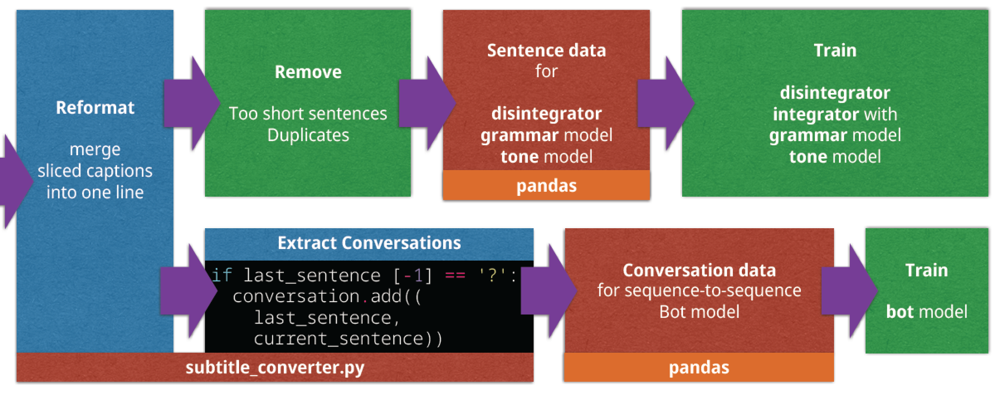 Reformat
merge
sliced captions
into one line
Remove
Too short sentences
Duplicates
Sentence data
for
disintegrator
grammar model
tone model
pandas
Train
disintegrator
integrator with
grammar model
tone model
Extract Conversations
if last_sentence [-1] == '?':
conversation.add((
last_sentence,
current_sentence))
subtitle_converter.py
Conversation data
for sequence-to-sequence
Bot model
pandas
Train
bot model